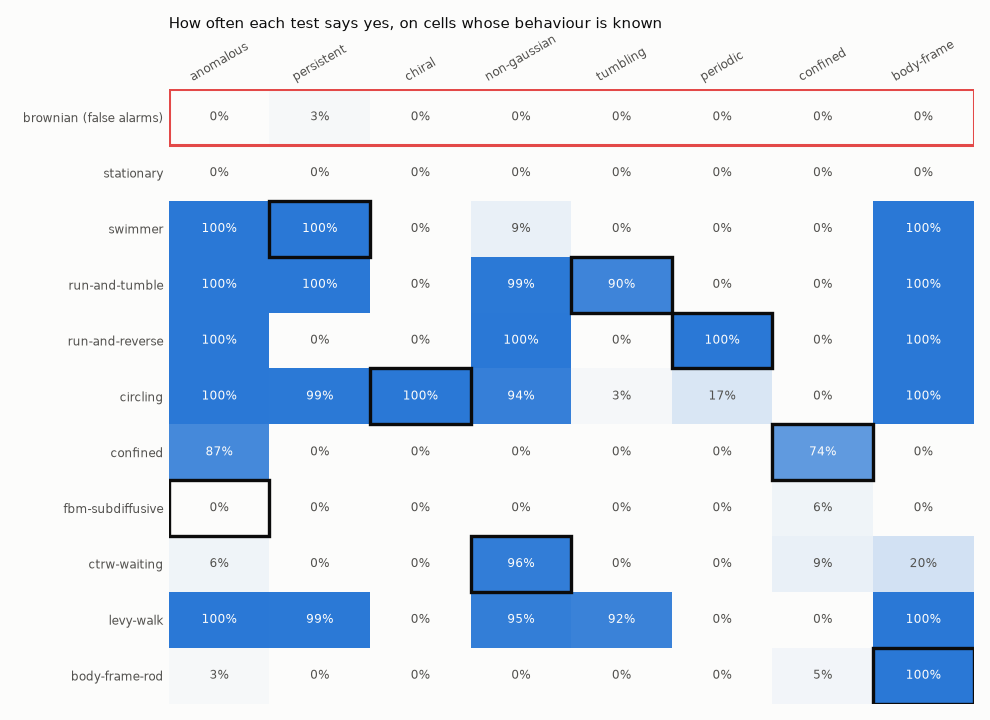 How often each test says yes, on cells whose behaviour is known
anomalous persistent chiral non-gaussian tumbling periodic confined body-frame
brownian (false alarms) 0% 3% 0% 0% 0% 0% 0% 0%
stationary 0% 0% 0% 0% 0% 0% 0% 0%
swimmer 100% 100% 0% 9% 0% 0% 0% 100%
run-and-tumble 100% 100% 0% 99% 90% 0% 0% 100%
run-and-reverse 100% 0% 0% 100% 0% 100% 0% 100%
circling 100% 99% 100% 94% 3% 17% 0% 100%
confined 87% 0% 0% 0% 0% 0% 74% 0%
fbm-subdiffusive 0% 0% 0% 0% 0% 0% 6% 0%
ctrw-waiting 6% 0% 0% 96% 0% 0% 9% 20%
levy-walk 100% 99% 0% 95% 92% 0% 0% 100%
body-frame-rod 3% 0% 0% 0% 0% 0% 5% 100%